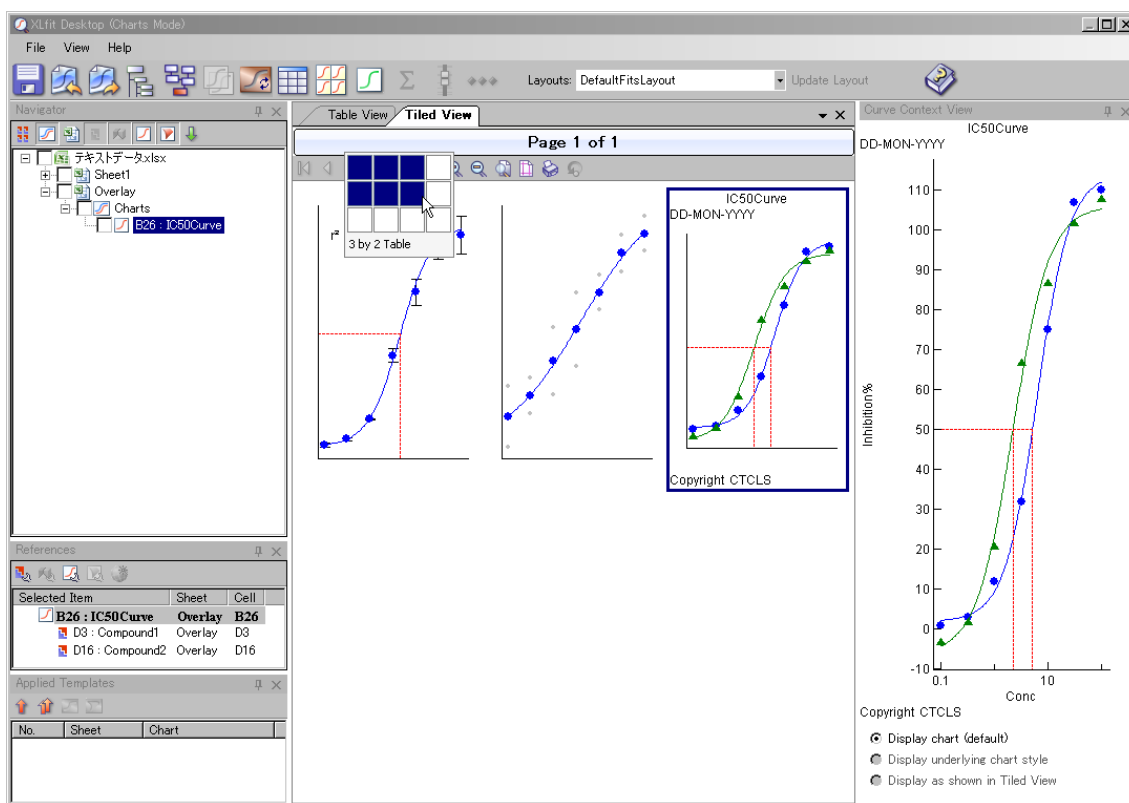 XLfit Desktop (Charts Mode)
File View Help
Layouts: DefaultFitsLayout Update Layout
Navigator
テキストデータ.xlsx
Sheet1
Overlay
Charts
B26 : IC50Curve
References
Selected Item Sheet Cell
B26 : IC50Curve Overlay B26
D3 : Compound1 Overlay D3
D16 : Compound2 Overlay D16
Applied Templates
No. Sheet Chart
Table View Tiled View
Page 1 of 1
3 by 2 Table
r²
IC50Curve
DD-MON-YYYY
Copyright CTCLS
Curve Context View
IC50Curve
DD-MON-YYYY
110
100
90
80
70
60
50
40
30
20
10
0
-10
Inhibition%
0.1 10
Conc
Copyright CTCLS
Display chart (default)
Display underlying chart style
Display as shown in Tiled View